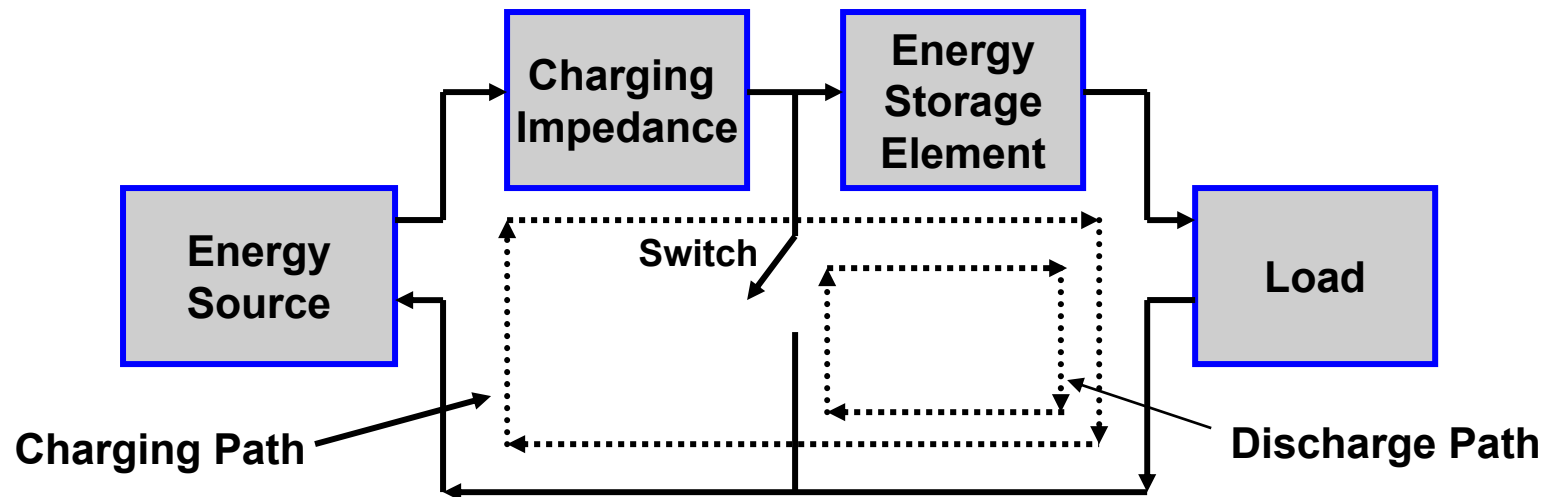 Charging
Impedance
Energy
Storage
Element
Energy
Source
Switch
Load
Charging Path
Discharge Path